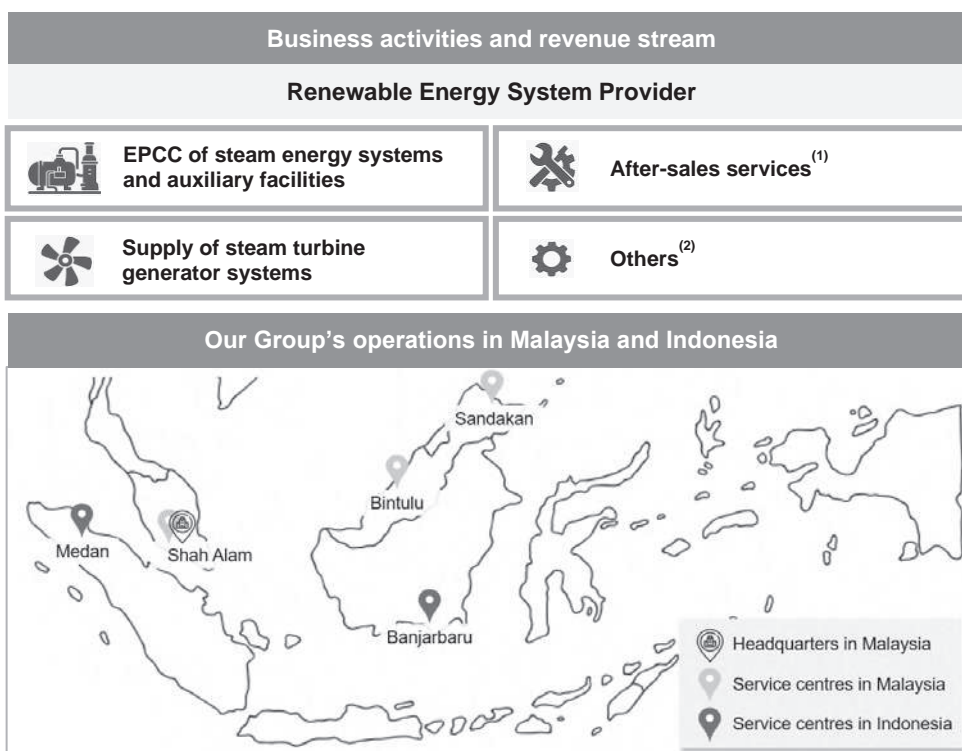 Business activities and revenue stream
Renewable Energy System Provider
EPCC of steam energy systems
and auxiliary facilities
After-sales services(1)
Supply of steam turbine
generator systems
Others(2)
Our Group’s operations in Malaysia and Indonesia
Sandakan
Bintulu
Medan
Shah Alam
Banjarbaru
Headquarters in Malaysia
Service centres in Malaysia
Service centres in Indonesia